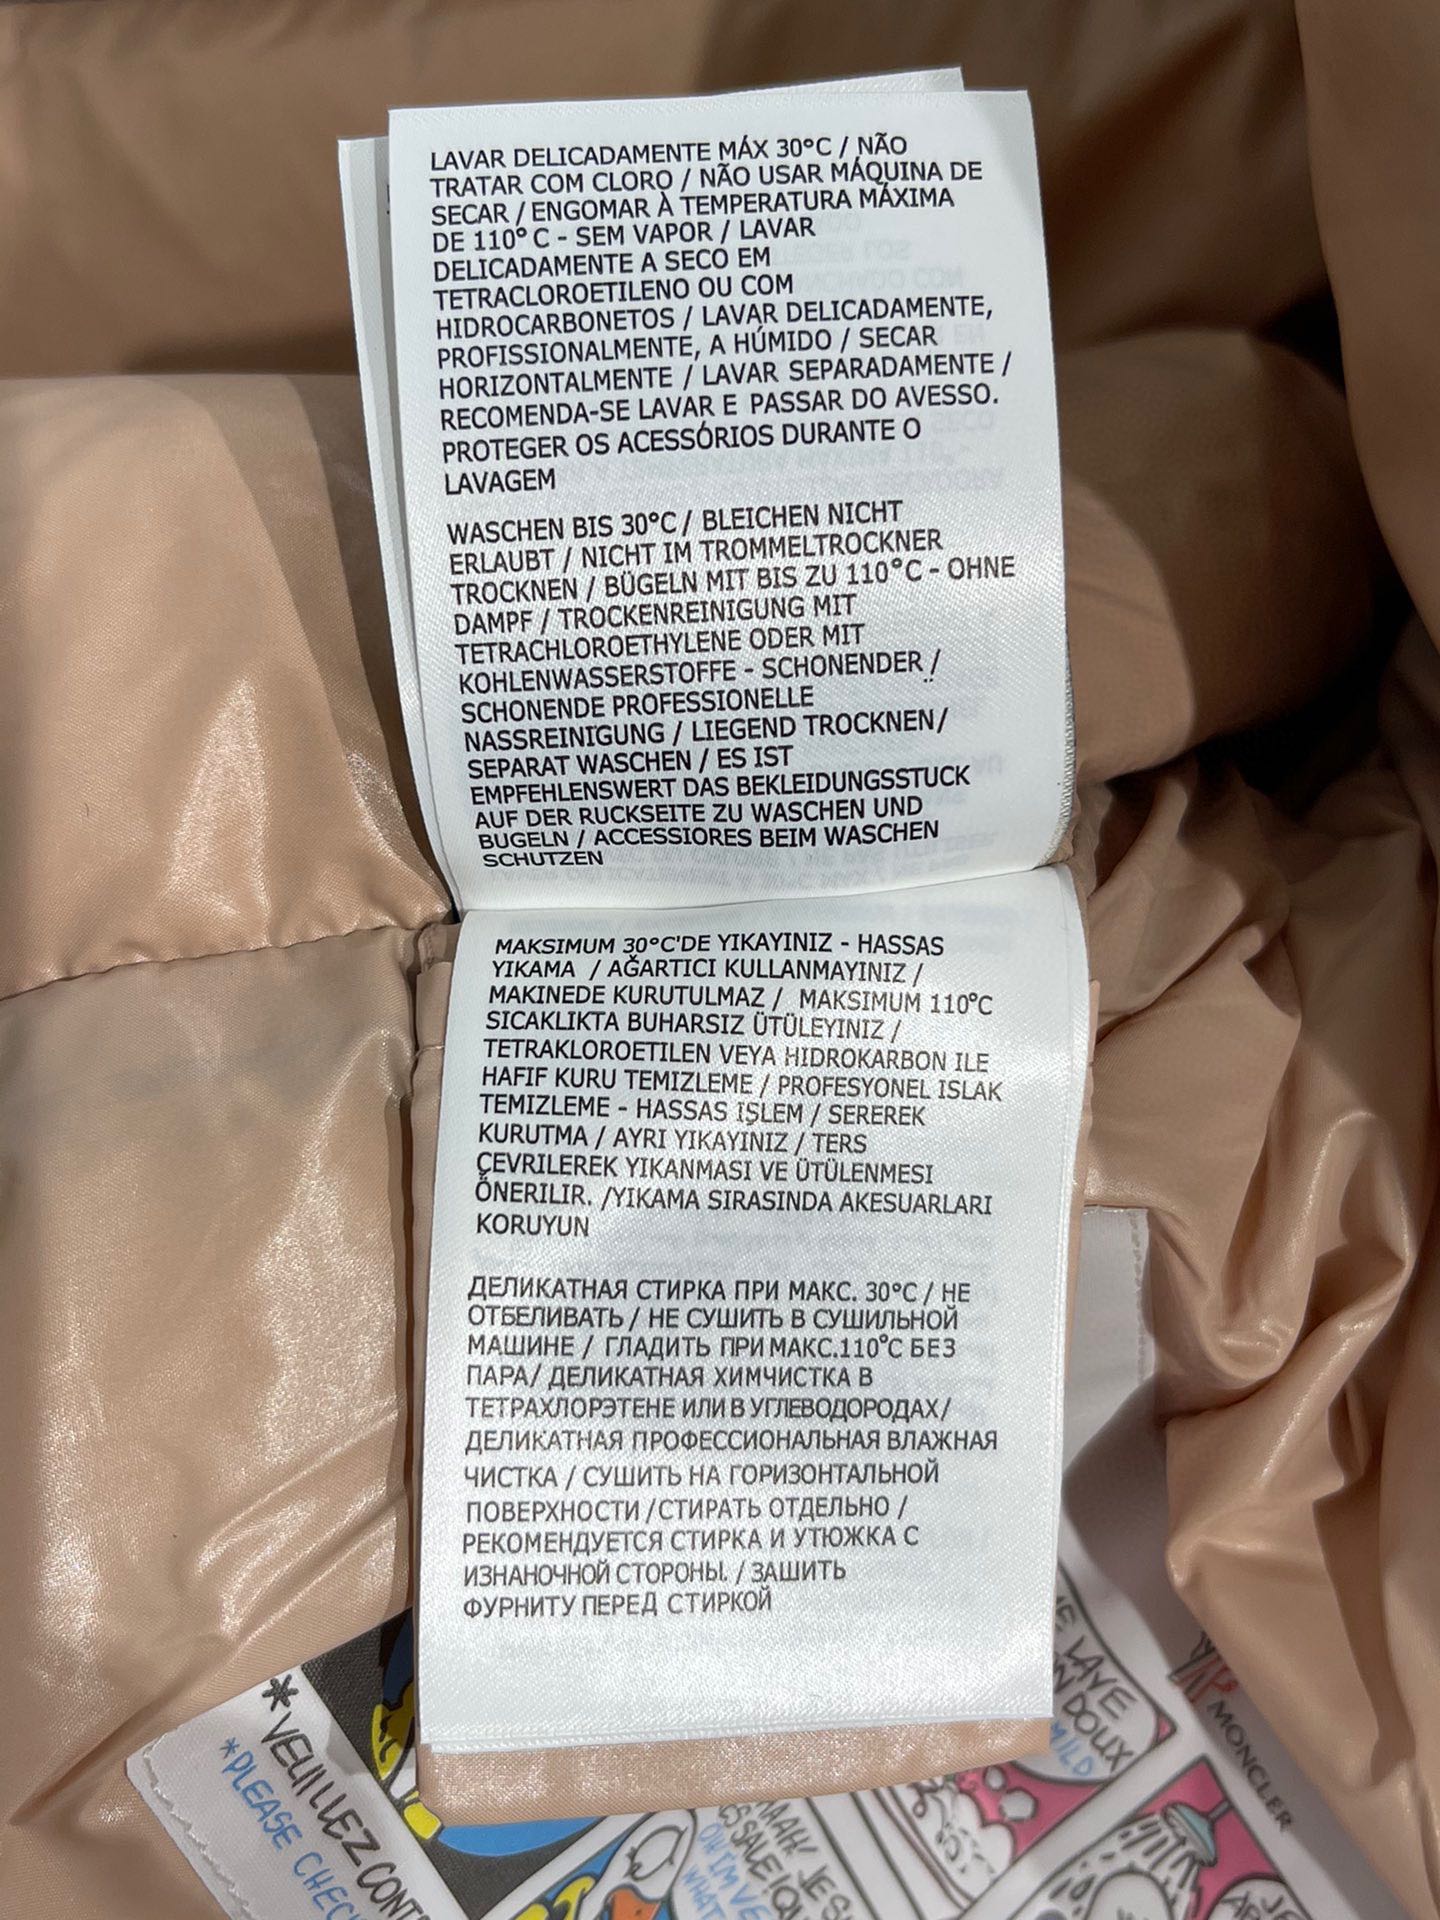 LAVAR DELICADAMENTE MÁX 30°C / NÃO
TRATAR COM CLORO / NÃO USAR MÁQUINA DE
SECAR / ENGOMAR À TEMPERATURA MÁXIMA
DE 110° C - SEM VAPOR / LAVAR
DELICADAMENTE A SECO EM
TETRACLOROETILENO OU COM
HIDROCARBONETOS / LAVAR DELICADAMENTE,
PROFISSIONALMENTE, A HÚMIDO / SECAR
HORIZONTALMENTE / LAVAR SEPARADAMENTE /
RECOMENDA-SE LAVAR E PASSAR DO AVESSO.
PROTEGER OS ACESSÓRIOS DURANTE O
LAVAGEM
WASCHEN BIS 30°C / BLEICHEN NICHT
ERLAUBT / NICHT IM TROMMELTROCKNER
TROCKNEN / BÜGELN MIT BIS ZU 110°C - OHNE
DAMPF / TROCKENREINIGUNG MIT
TETRACHLOROETHYLENE ODER MIT
KOHLENWASSERSTOFFE - SCHONENDER /
SCHONENDE PROFESSIONELLE
NASSREINIGUNG / LIEGEND TROCKNEN/
SEPARAT WASCHEN / ES IST
EMPFEHLENSWERT DAS BEKLEIDUNGSSTÜCK
AUF DER RUCKSEITE ZU WASCHEN UND
BUGELN / ACCESSIORES BEIM WASCHEN
SCHUTZEN
MAKSIMUM 30°C'DE YIKAYINIZ - HASSAS
YIKAMA / AĞARTICI KULLANMAYINIZ /
MAKINEDE KURUTULMAZ / MAKSIMUM 110°C
SICAKLIKTA BUHARSIZ ÜTÜLEYINIZ /
TETRAKLOROETILEN VEYA HIDROKARBON ILE
HAFIF KURU TEMIZLEME / PROFESYONEL ISLAK
TEMIZLEME - HASSAS IŞLEM / SEREREK
KURUTMA / AYRI YIKAYINIZ / TERS
ÇEVRILEREK YIKANMASI VE ÜTÜLENMESI
ÖNERILIR. /YIKAMA SIRASINDA AKESUARLARI
KORUYUN
ДЕЛИКАТНАЯ СТИРКА ПРИ МАКС. 30°C / НЕ
ОТБЕЛИВАТЬ / НЕ СУШИТЬ В СУШИЛЬНОЙ
МАШИНЕ / ГЛАДИТЬ ПРИ МАКС.110°C БЕЗ
ПАРА/ ДЕЛИКАТНАЯ ХИМЧИСТКА В
ТЕТРАХЛОРЭТЕНЕ ИЛИ В УГЛЕВОДОРОДАХ/
ДЕЛИКАТНАЯ ПРОФЕССИОНАЛЬНАЯ ВЛАЖНАЯ
ЧИСТКА / СУШИТЬ НА ГОРИЗОНТАЛЬНОЙ
ПОВЕРХНОСТИ /СТИРАТЬ ОТДЕЛЬНО /
РЕКОМЕНДУЕТСЯ СТИРКА И УТЮЖКА С
ИЗНАНОЧНОЙ СТОРОНЫ. / ЗАШИТЬ
ФУРНИТУ ПЕРЕД СТИРКОЙ
*VEUILLEZ
*PLEASE
LAVE
DOUX
MILD
MONCLER
JE
WHAT